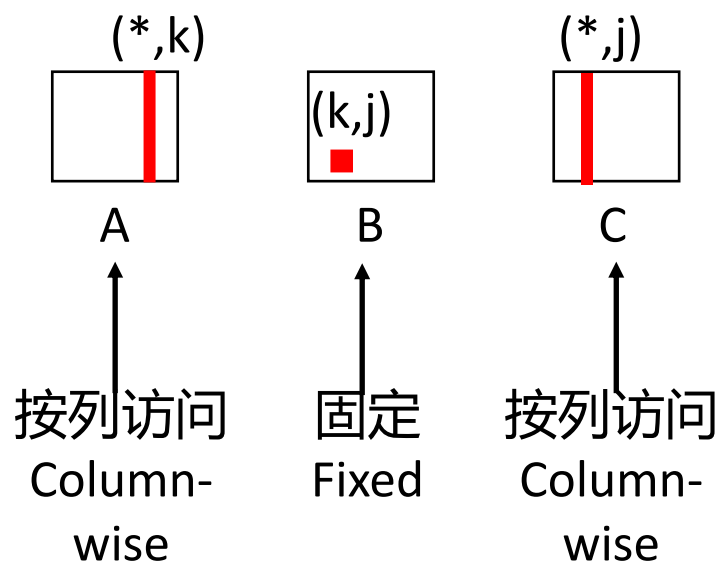 (*,k)
(*,j)
(k,j)
A
B
C
按列访问
固定
按列访问
Column-
wise
Fixed
Column-
wise